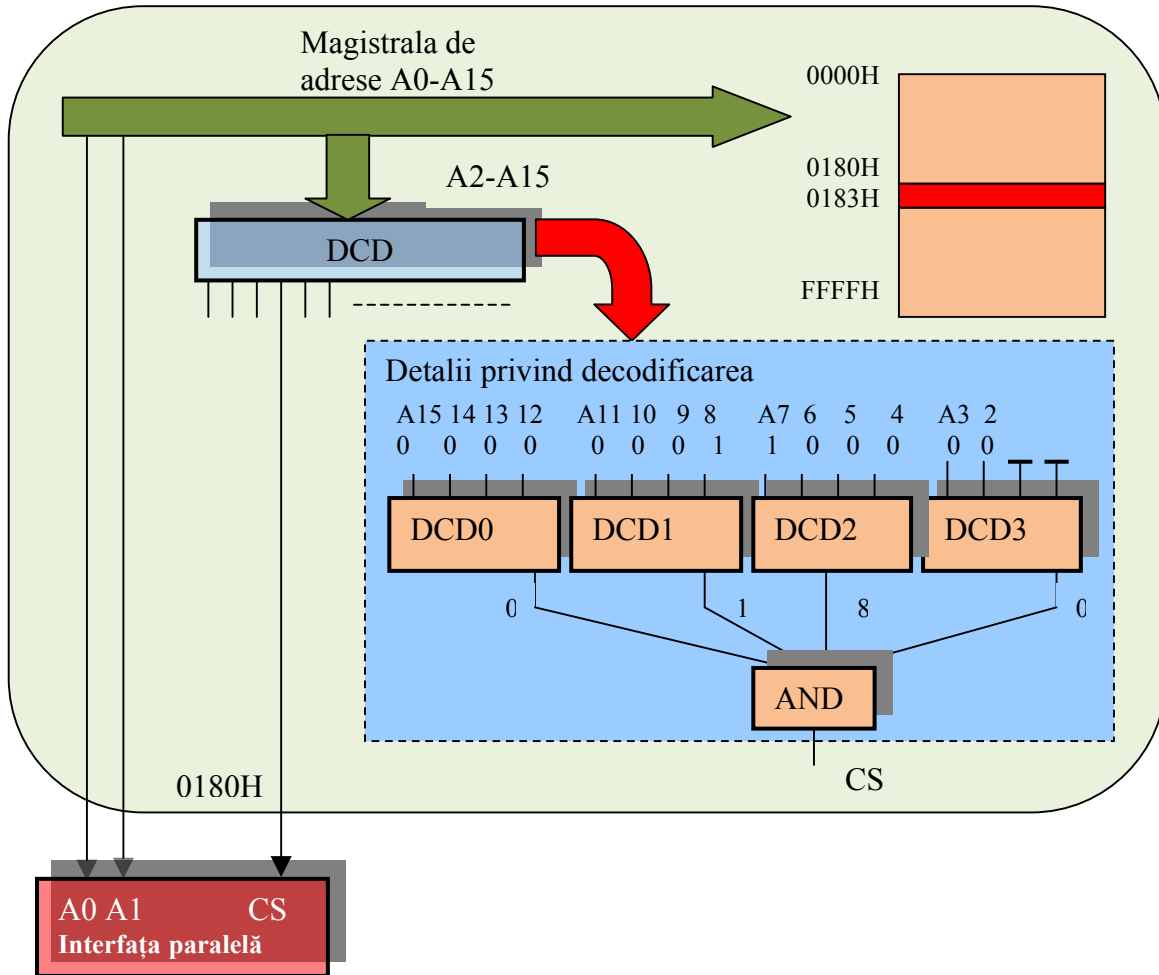 Magistrala de
adrese A0-A15
0000H
0180H
0183H
FFFFH
A2-A15
DCD
Detalii privind decodificarea
A15 14 13 12 A11 10 9 8 A7 6 5 4 A3 2
0 0 0 0 0 0 0 1 1 0 0 0 0 0
DCD0 DCD1 DCD2 DCD3
0 1 8 0
AND
CS
0180H
A0 A1 CS
Interfața paralelă